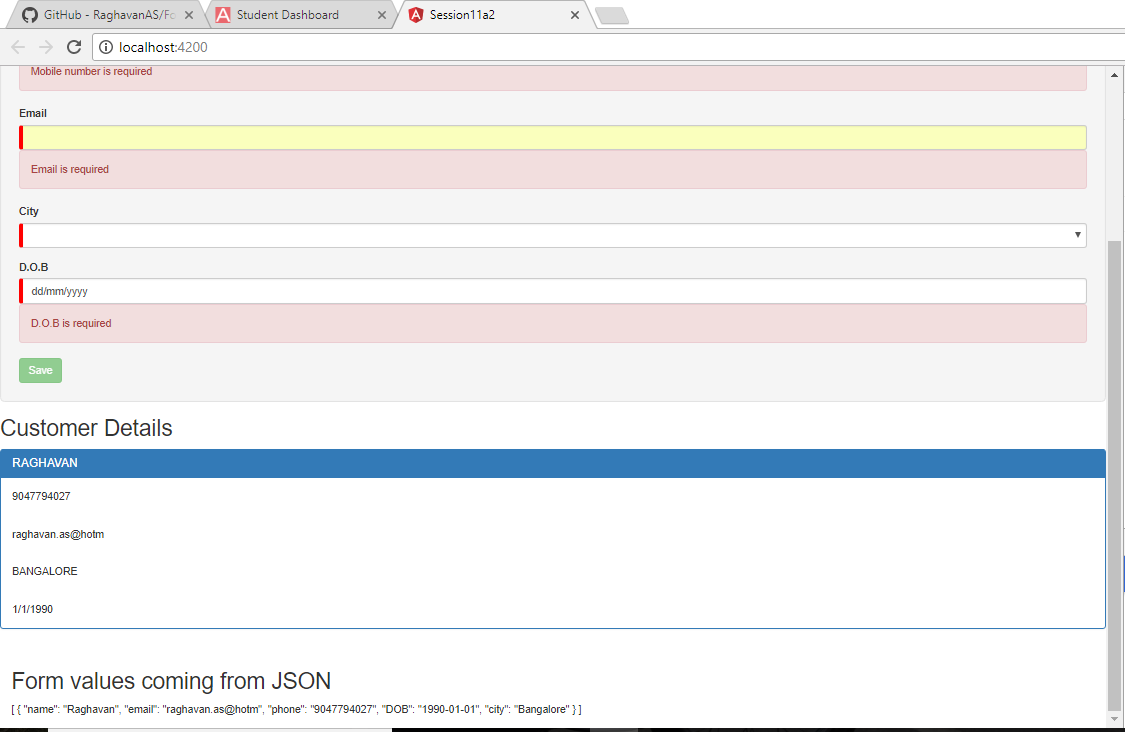 GitHub - RaghavanAS/Fo
Student Dashboard
Session11a2
localhost:4200
Mobile number is required
Email
Email is required
City
D.O.B
dd/mm/yyyy
D.O.B is required
Save
Customer Details
RAGHAVAN
9047794027
raghavan.as@hotm
BANGALORE
1/1/1990
Form values coming from JSON
[ { "name": "Raghavan", "email": "raghavan.as@hotm", "phone": "9047794027", "DOB": "1990-01-01", "city": "Bangalore" } ]